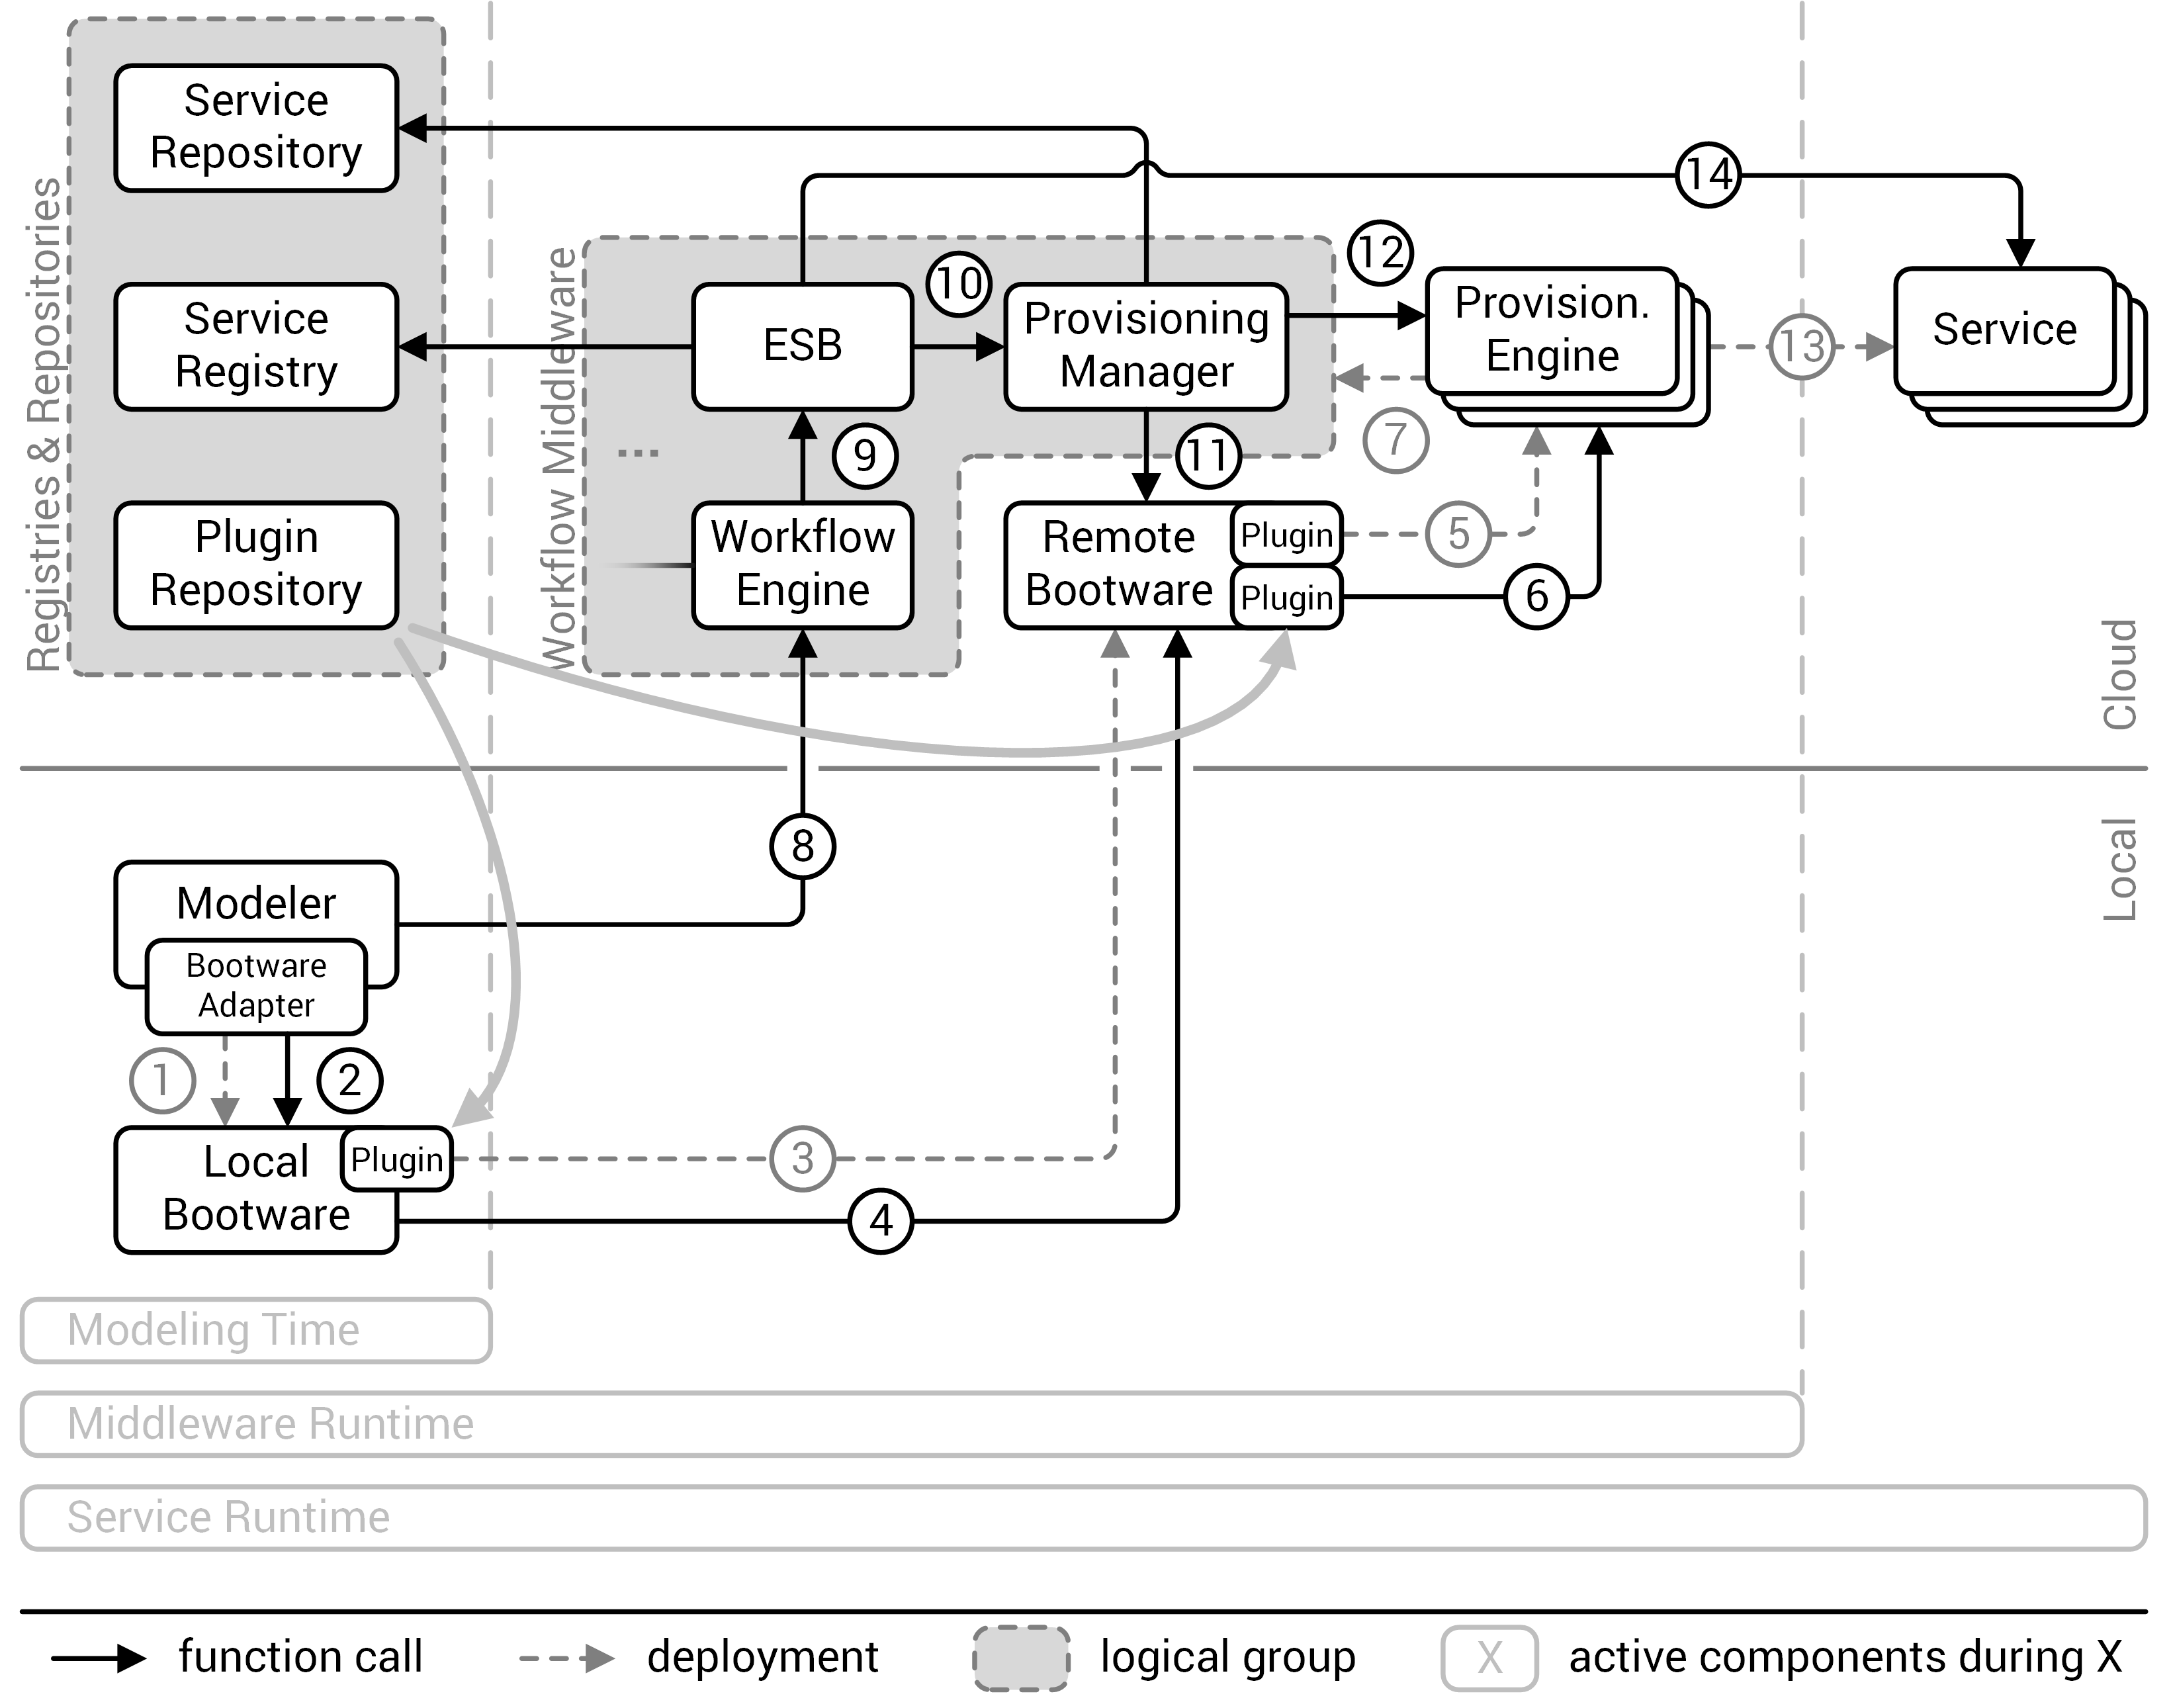 Registries & Repositories
Service
Repository
Service
Registry
Plugin
Repository
Workflow Middleware
ESB
10
Provisioning
Manager
12
Provision.
Engine
14
13
Service
...
9
11
7
Workflow
Engine
Remote
Bootware
Plugin
Plugin
5
6
Cloud
Local
8
Modeler
Bootware
Adapter
1
2
Local
Bootware
Plugin
3
4
Modeling Time
Middleware Runtime
Service Runtime
function call
deployment
logical group
X
active components during X